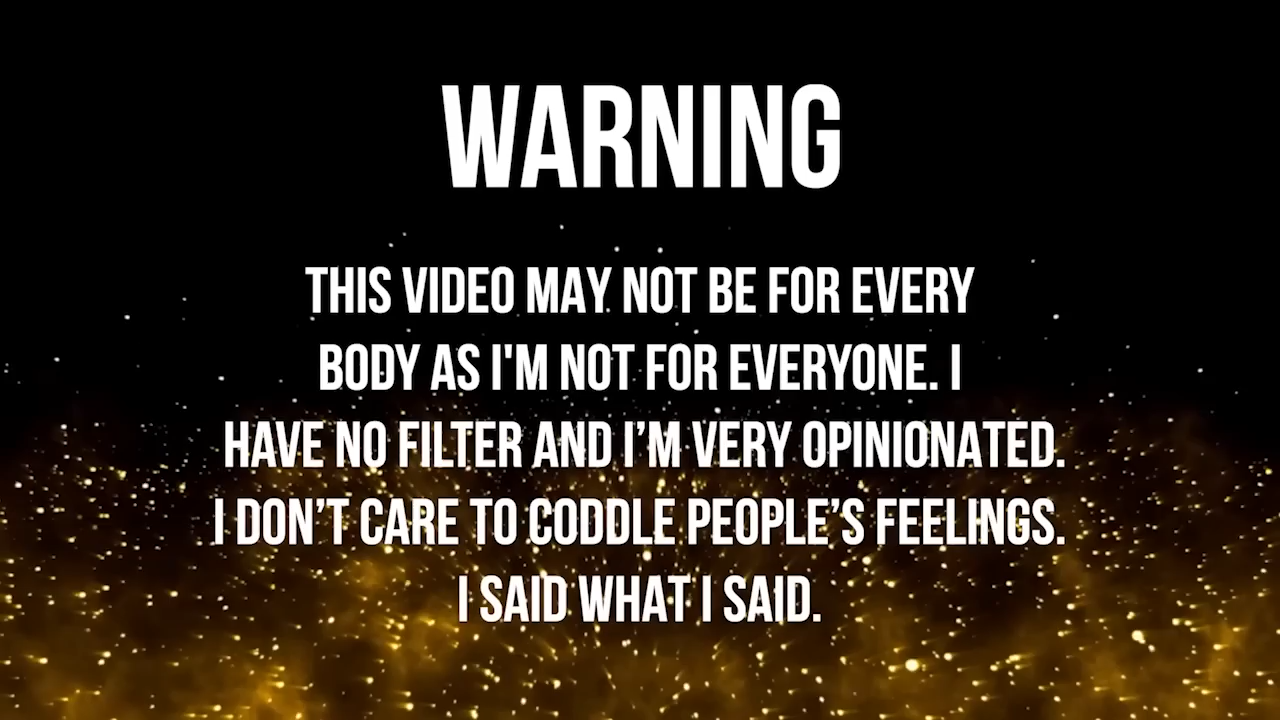 WARNING
THIS VIDEO MAY NOT BE FOR EVERY
BODY AS I'M NOT FOR EVERYONE. I
HAVE NO FILTER AND I’M VERY OPINIONATED.
I DON’T CARE TO CODDLE PEOPLE’S FEELINGS.
I SAID WHAT I SAID.